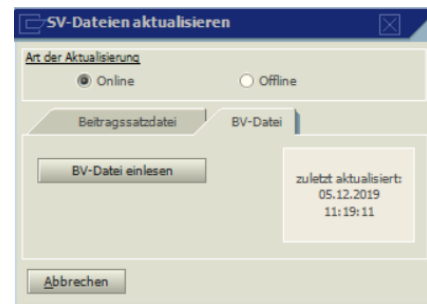 SV-Dateien aktualisieren
Art der Aktualisierung
Online Offline
Beitragssatzdatei BV-Datei
BV-Datei einlesen
zuletzt aktualisiert:
05.12.2019
11:19:11
Abbrechen